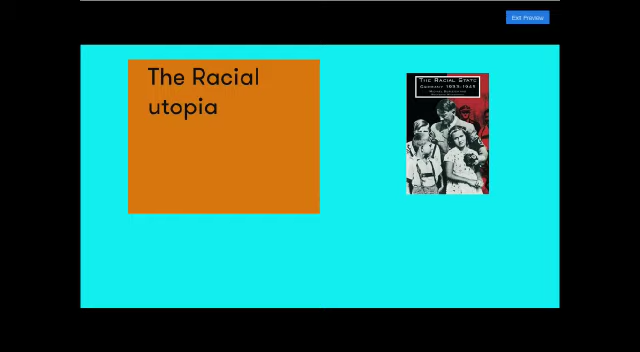 Exit Preview
The Racial
utopia
The Racial State
Germany 1933-1945